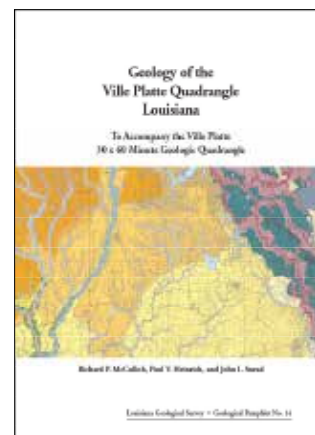 Geology of the
Ville Platte Quadrangle
Louisiana
To Accompany the Ville Platte
30 x 60 Minute Geologic Quadrangle
Richard P. McCulloh, Paul V. Heinrich, and John I. Snead
Louisiana Geological Survey • Geological Pamphlet No. 14